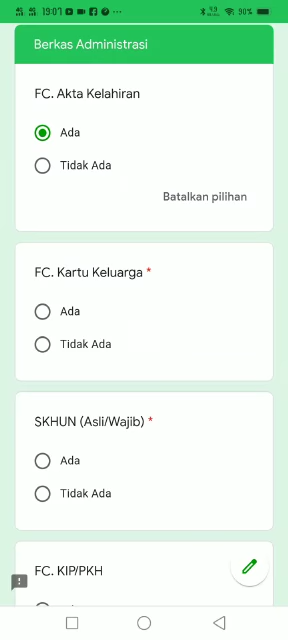 19:07
90%
Berkas Administrasi
FC. Akta Kelahiran
Ada
Tidak Ada
Batalkan pilihan
FC. Kartu Keluarga *
Ada
Tidak Ada
SKHUN (Asli/Wajib) *
Ada
Tidak Ada
FC. KIP/PKH